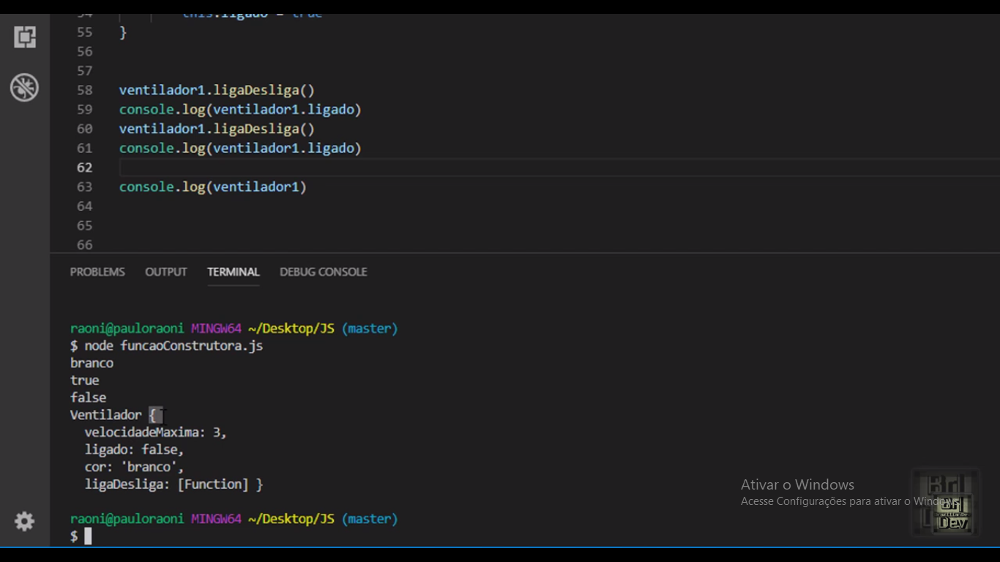 54 this.ligado = true
55 }
56
57
58 ventilador1.ligaDesliga()
59 console.log(ventilador1.ligado)
60 ventilador1.ligaDesliga()
61 console.log(ventilador1.ligado)
62
63 console.log(ventilador1)
64
65
66
PROBLEMS OUTPUT TERMINAL DEBUG CONSOLE
raoni@pauloraoni MINGW64 ~/Desktop/JS (master)
$ node funcaoConstrutora.js
branco
true
false
Ventilador {
velocidadeMaxima: 3,
ligado: false,
cor: 'branco',
ligaDesliga: [Function] }
raoni@pauloraoni MINGW64 ~/Desktop/JS (master)
$
Ativar o Windows
Acesse Configurações para ativar o Windows
Brl
Dev